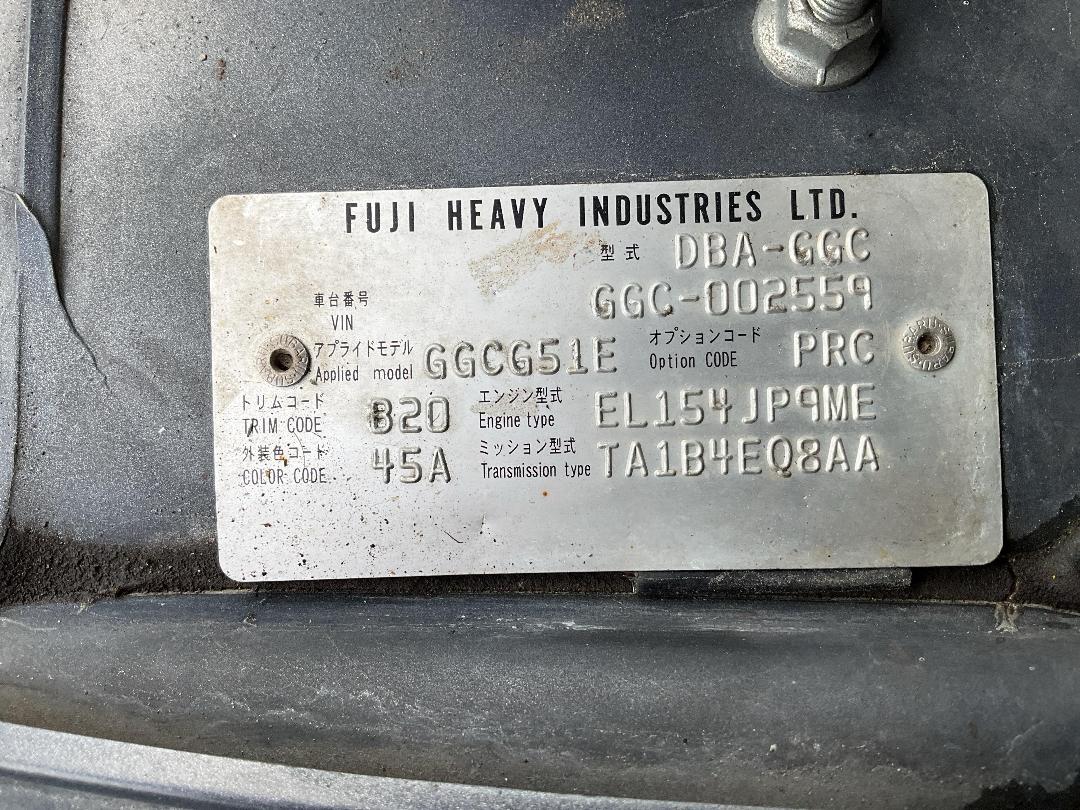 FUJI HEAVY INDUSTRIES LTD.
型式 DBA-GGC
車台番号 VIN GGC-002559
アプライドモデル Applied model GGCG51E オプションコード Option CODE PRC
トリムコード TRIM CODE B20 エンジン型式 Engine type EL154JP9ME
外装色コード COLOR CODE 45A ミッション型式 Transmission type TA1B4EQ8AA